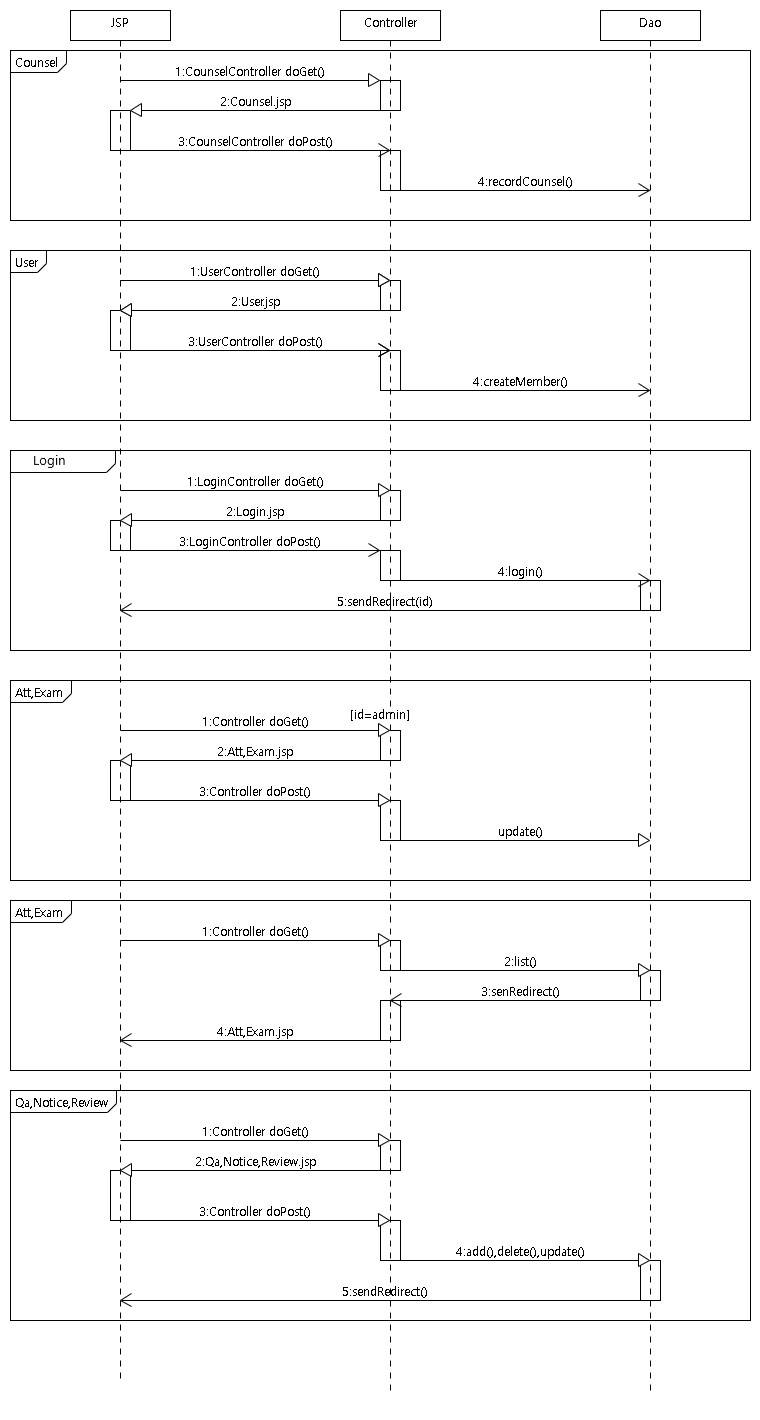 JSP
Controller
Dao
Counsel
1:CounselController doGet()
2:Counsel.jsp
3:CounselController doPost()
4:recordCounsel()
User
1:UserController doGet()
2:User.jsp
3:UserController doPost()
4:createMember()
Login
1:LoginController doGet()
2:Login.jsp
3:LoginController doPost()
4:login()
5:sendRedirect(id)
Att,Exam
[id=admin]
1:Controller doGet()
2:Att,Exam.jsp
3:Controller doPost()
update()
Att,Exam
1:Controller doGet()
2:list()
3:senRedirect()
4:Att,Exam.jsp
Qa,Notice,Review
1:Controller doGet()
2:Qa,Notice,Review.jsp
3:Controller doPost()
4:add(),delete(),update()
5:sendRedirect()